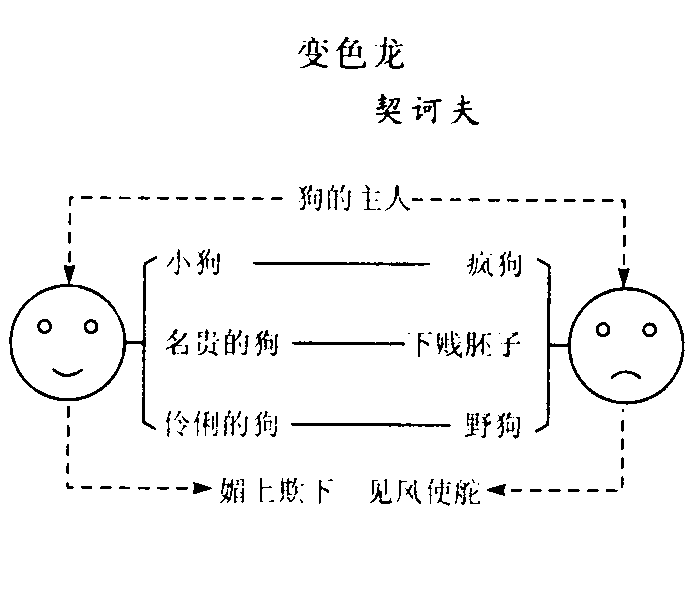 变色龙
契诃夫
狗的主人
小狗 疯狗
名贵的狗 下贱胚子
伶俐的狗 野狗
媚上欺下 见风使舵